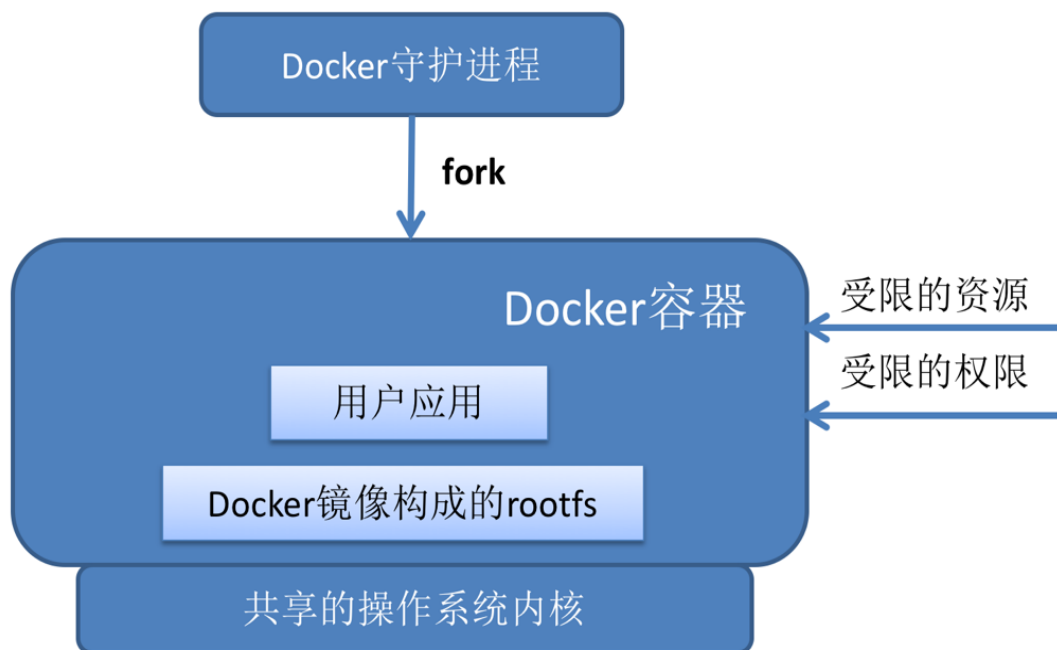 Docker守护进程
fork
Docker容器
受限的资源
受限的权限
用户应用
Docker镜像构成的rootfs
共享的操作系统内核